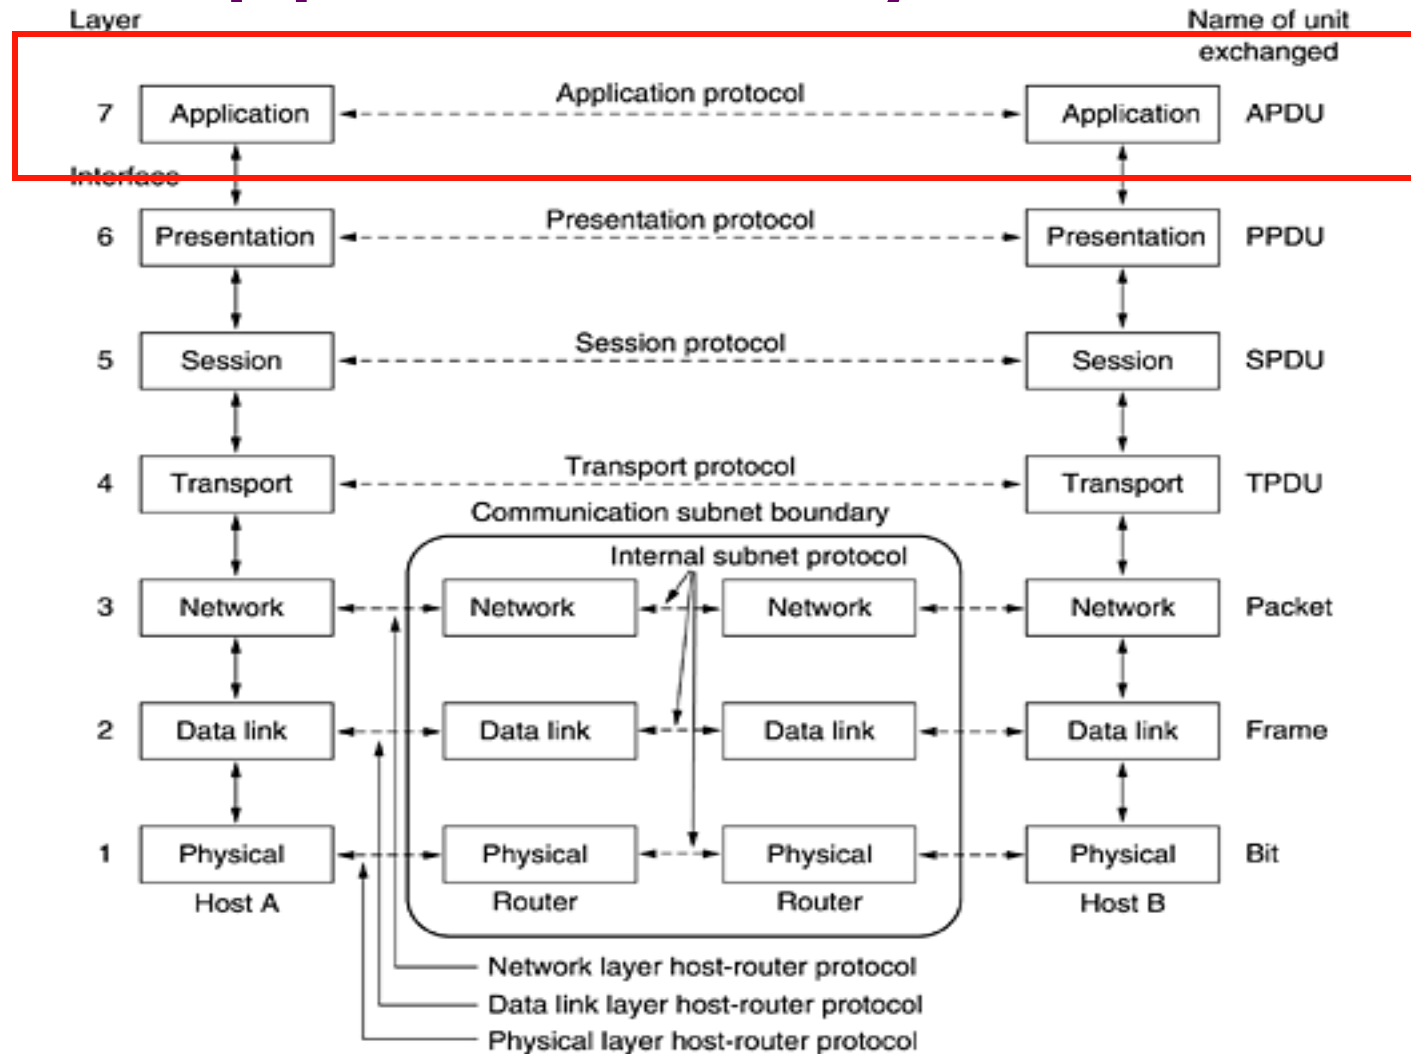 Layer
Name of unit
exchanged
7 Application Application protocol Application APDU
Interface
6 Presentation Presentation protocol Presentation PPDU
5 Session Session protocol Session SPDU
4 Transport Transport protocol Transport TPDU
Communication subnet boundary
Internal subnet protocol
3 Network Network Network Network Packet
2 Data link Data link Data link Data link Frame
1 Physical Physical Physical Physical Bit
Host A Router Router Host B
Network layer host-router protocol
Data link layer host-router protocol
Physical layer host-router protocol